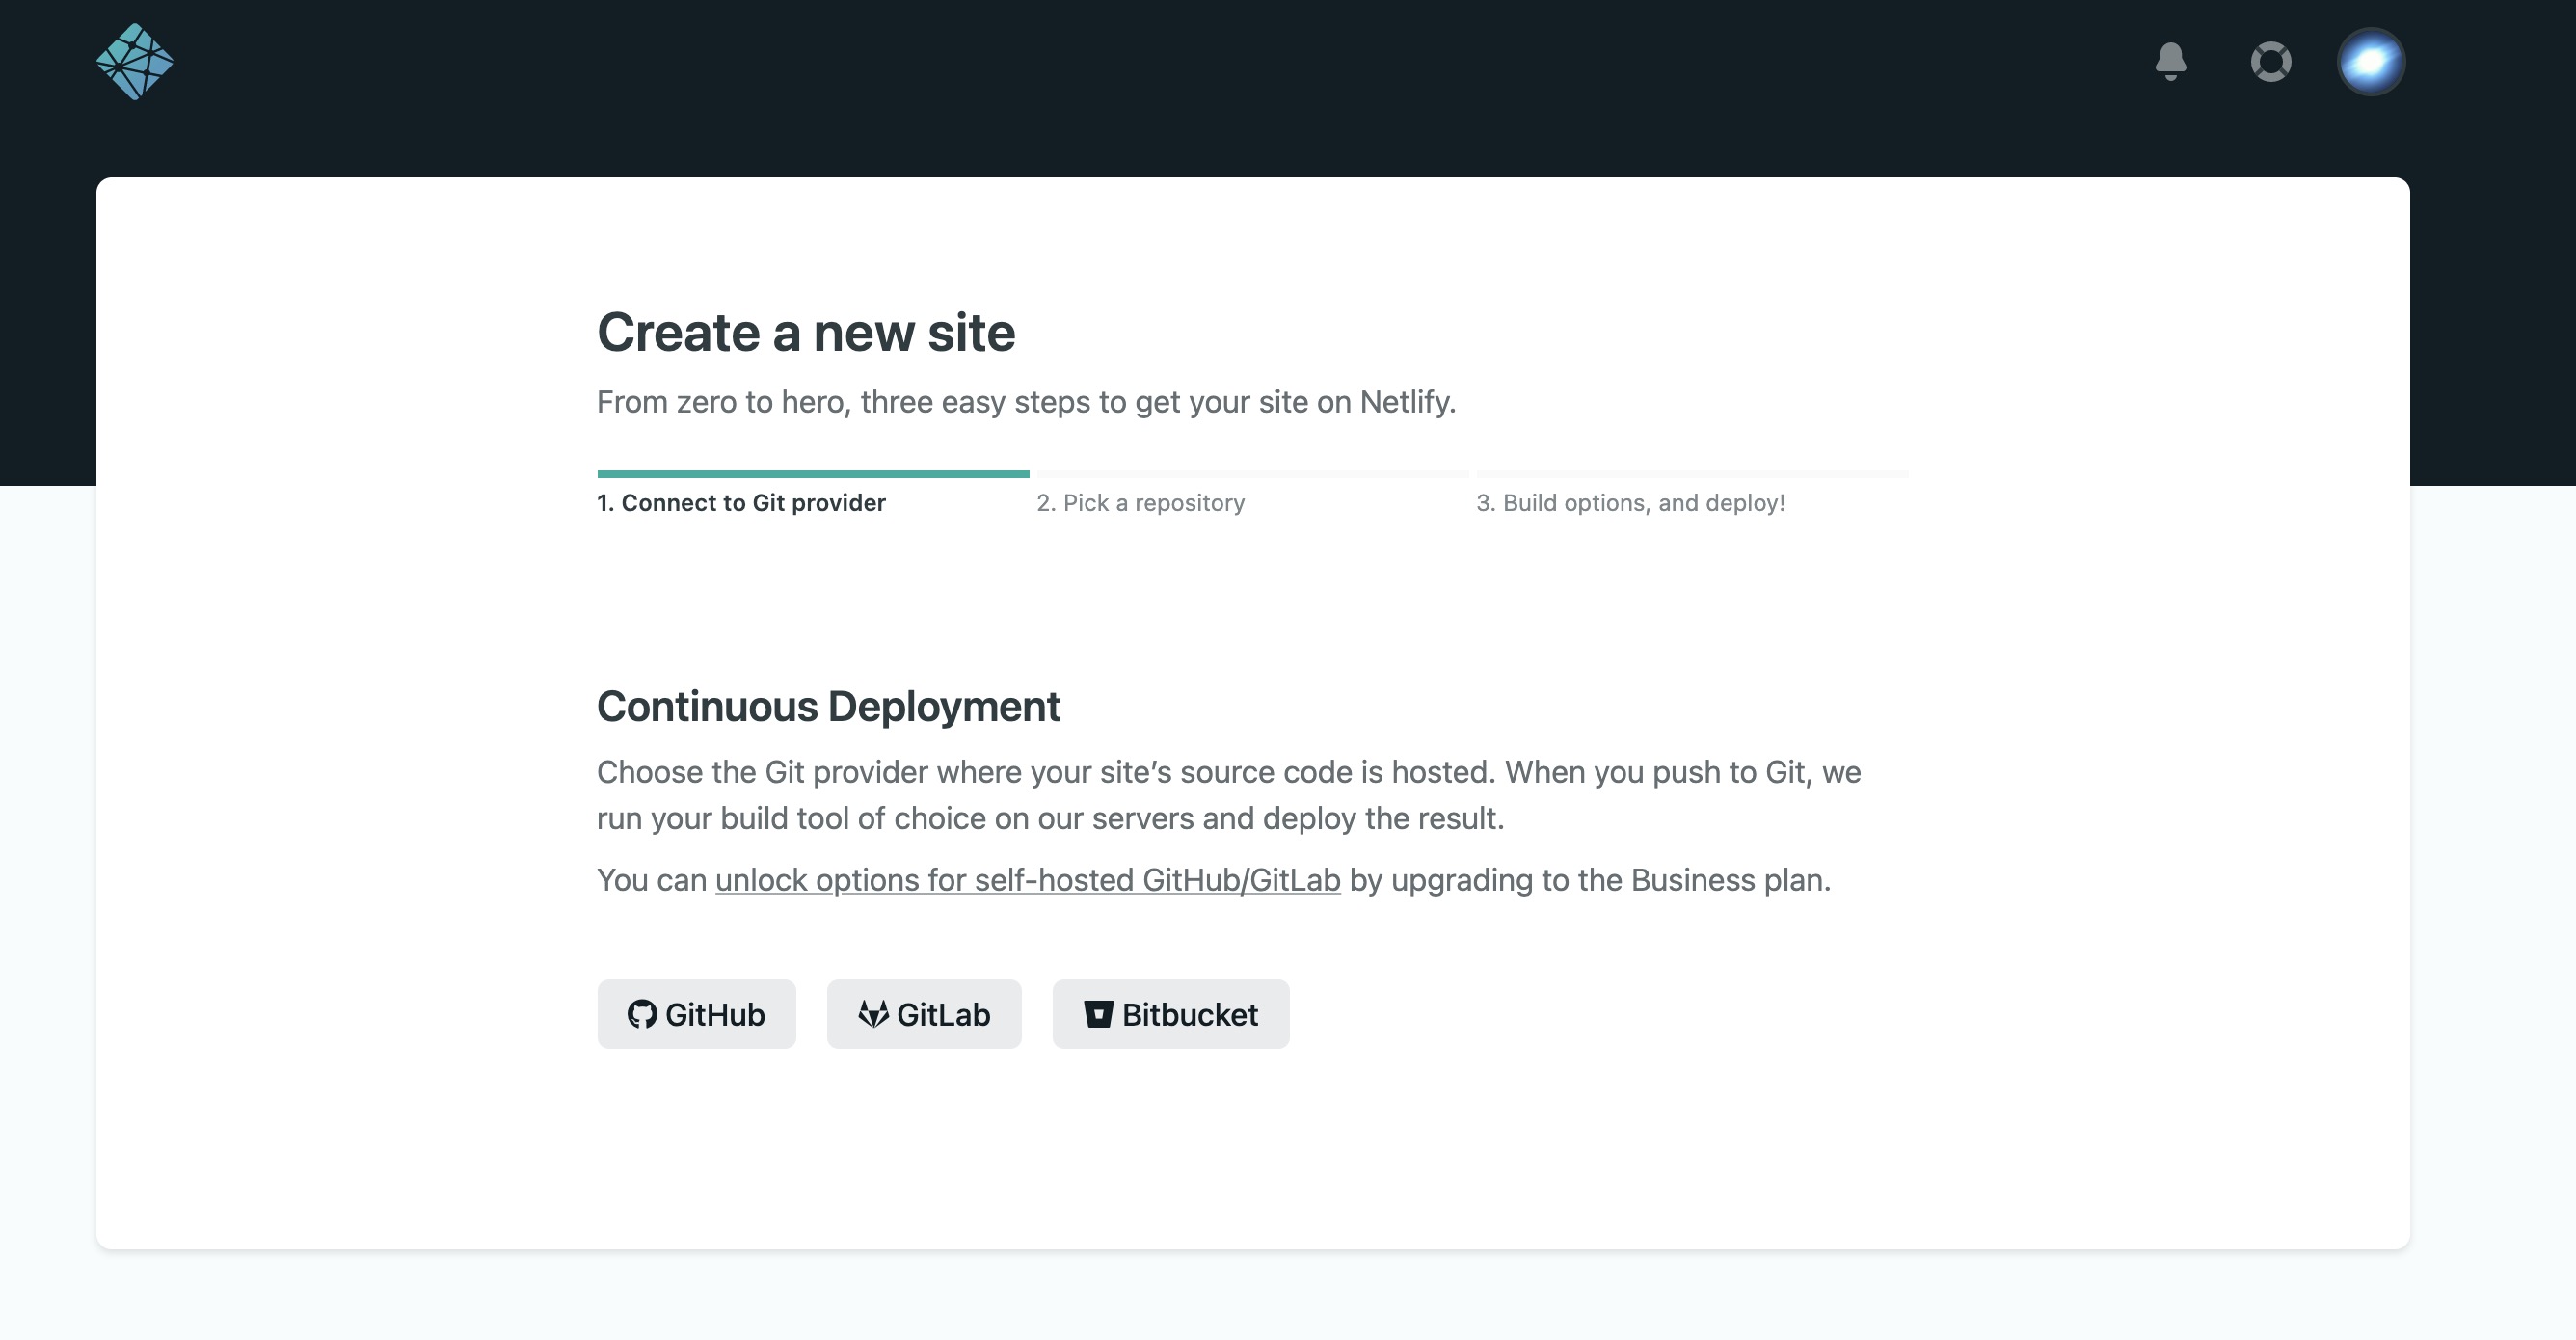 Create a new site
From zero to hero, three easy steps to get your site on Netlify.
1. Connect to Git provider
2. Pick a repository
3. Build options, and deploy!
Continuous Deployment
Choose the Git provider where your site’s source code is hosted. When you push to Git, we
run your build tool of choice on our servers and deploy the result.
You can unlock options for self-hosted GitHub/GitLab by upgrading to the Business plan.
GitHub
GitLab
Bitbucket